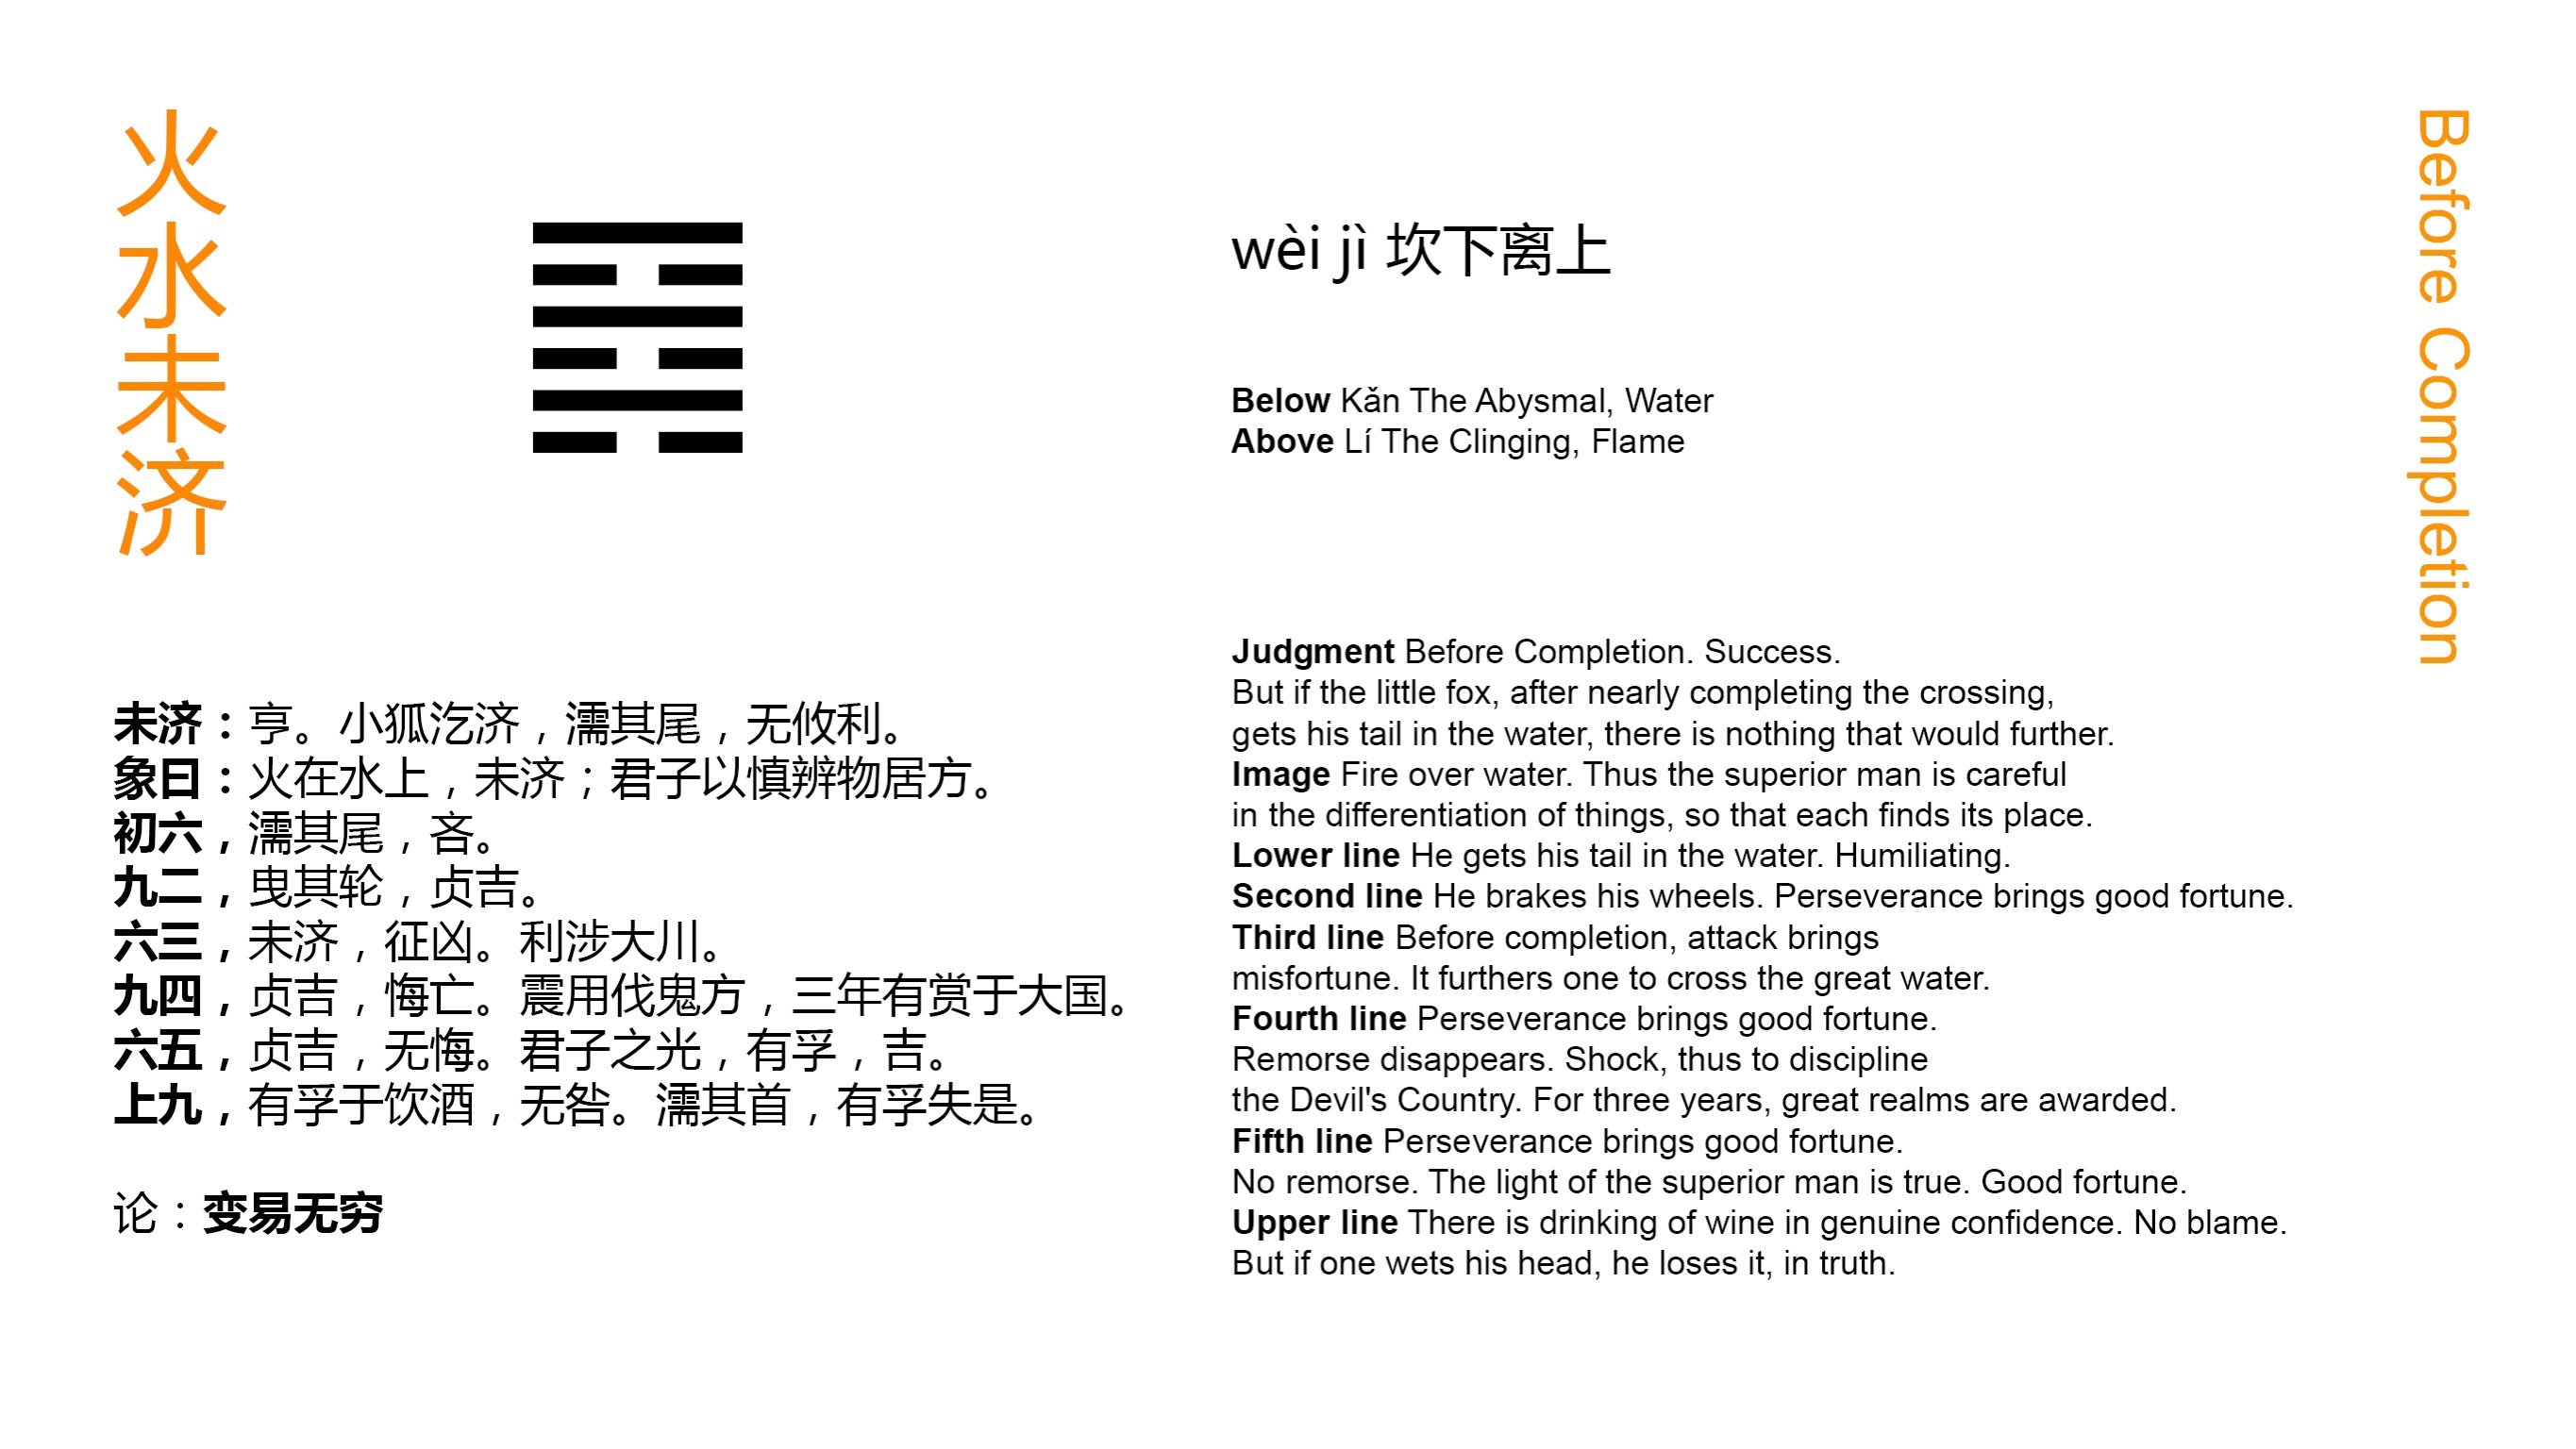 火水未济
wèi jì 坎下离上
Below Kǎn The Abysmal, Water
Above Lí The Clinging, Flame
Before Completion
未济：亨。小狐汔济，濡其尾，无攸利。
象曰：火在水上，未济；君子以慎辨物居方。
初六，濡其尾，吝。
九二，曳其轮，贞吉。
六三，未济，征凶。利涉大川。
九四，贞吉，悔亡。震用伐鬼方，三年有赏于大国。
六五，贞吉，无悔。君子之光，有孚，吉。
上九，有孚于饮酒，无咎。濡其首，有孚失是。
论：变易无穷
Judgment Before Completion. Success.
But if the little fox, after nearly completing the crossing,
gets his tail in the water, there is nothing that would further.
Image Fire over water. Thus the superior man is careful
in the differentiation of things, so that each finds its place.
Lower line He gets his tail in the water. Humiliating.
Second line He brakes his wheels. Perseverance brings good fortune.
Third line Before completion, attack brings
misfortune. It furthers one to cross the great water.
Fourth line Perseverance brings good fortune.
Remorse disappears. Shock, thus to discipline
the Devil's Country. For three years, great realms are awarded.
Fifth line Perseverance brings good fortune.
No remorse. The light of the superior man is true. Good fortune.
Upper line There is drinking of wine in genuine confidence. No blame.
But if one wets his head, he loses it, in truth.